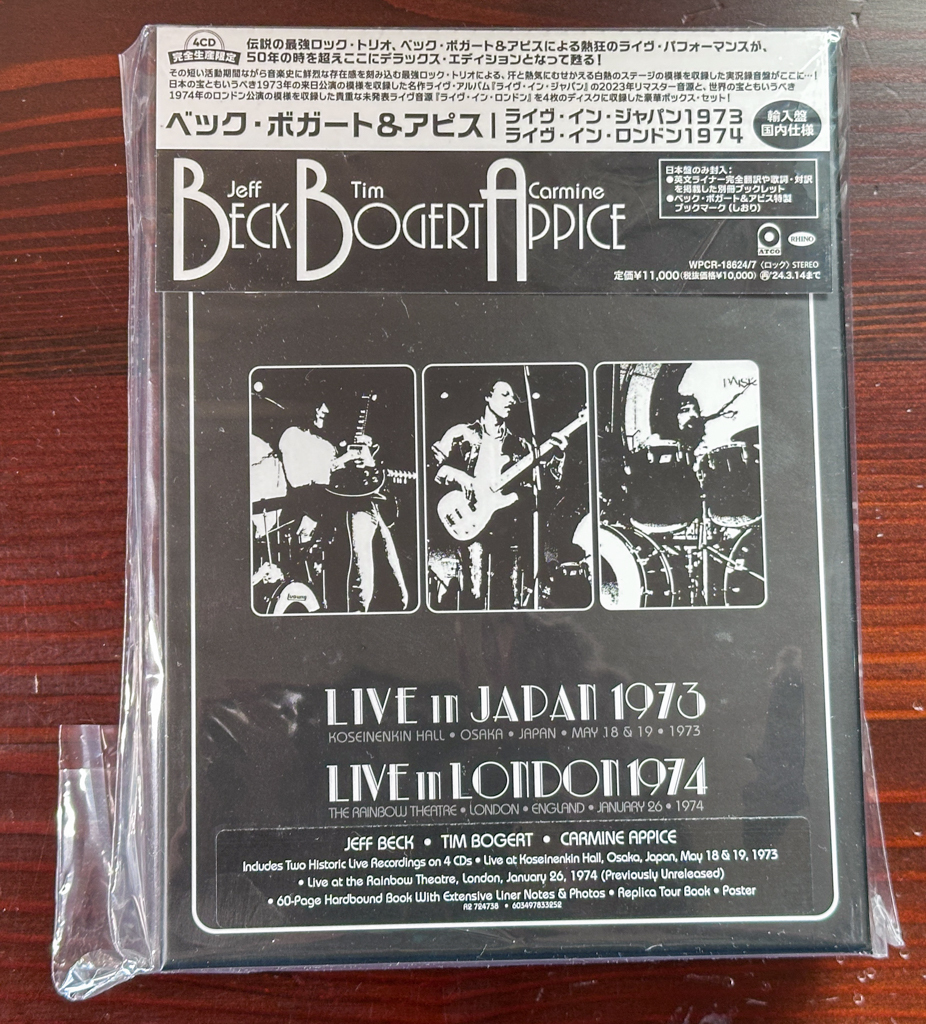 4CD
完全生産限定
伝説の最強ロック・トリオ、ベック・ボガート&アピスによる熱狂のライヴ・パフォーマンスが、
50年の時を超えここにデラックス・エディションとなって甦る!
その短い活動期間ながら音楽史に鮮烈な存在感を刻み込む最強ロック・トリオによる、汗と熱気にむせかえる白熱のステージの模様を収録した実況録音盤がここに…!
日本の宝ともいうべき1973年の来日公演の模様を収録した名作ライヴ・アルバム『ライヴ・イン・ジャパン』の2023年リマスター音源と、世界の宝ともいうべき
1974年のロンドン公演の模様を収録した貴重な未発表ライヴ音源『ライヴ・イン・ロンドン』を4枚のディスクに収録した豪華ボックス・セット!
ベック・ボガート&アピス | ライヴ・イン・ジャパン1973
ライヴ・イン・ロンドン1974
輸入盤
国内仕様
Jeff Tim Carmine
BECK BOGERT APPICE
日本盤のみ封入:
●英文ライナー完全翻訳や歌詞・対訳
を掲載した別冊ブックレット
●ベック・ボガート&アピス特製
ブックマーク(しおり)
ATCO
RHINO
WPCR-18624/7 〈ロック〉 STEREO
定価¥11,000(税抜価格¥10,000) 再'24.3.14まで
Ludwig
LIVE in JAPAN 1973
KOSEINENKIN HALL • OSAKA • JAPAN • MAY 18 & 19 • 1973
LIVE in LONDON 1974
THE RAINBOW THEATRE • LONDON • ENGLAND • JANUARY 26 • 1974
JEFF BECK • TIM BOGERT • CARMINE APPICE
Includes Two Historic Live Recordings on 4 CDs • Live at Koseinenkin Hall, Osaka, Japan, May 18 & 19, 1973
• Live at the Rainbow Theatre, London, January 26, 1974 (Previously Unreleased)
• 60-Page Hardbound Book With Extensive Liner Notes & Photos • Replica Tour Book • Poster
R2 724738 • 603497833252